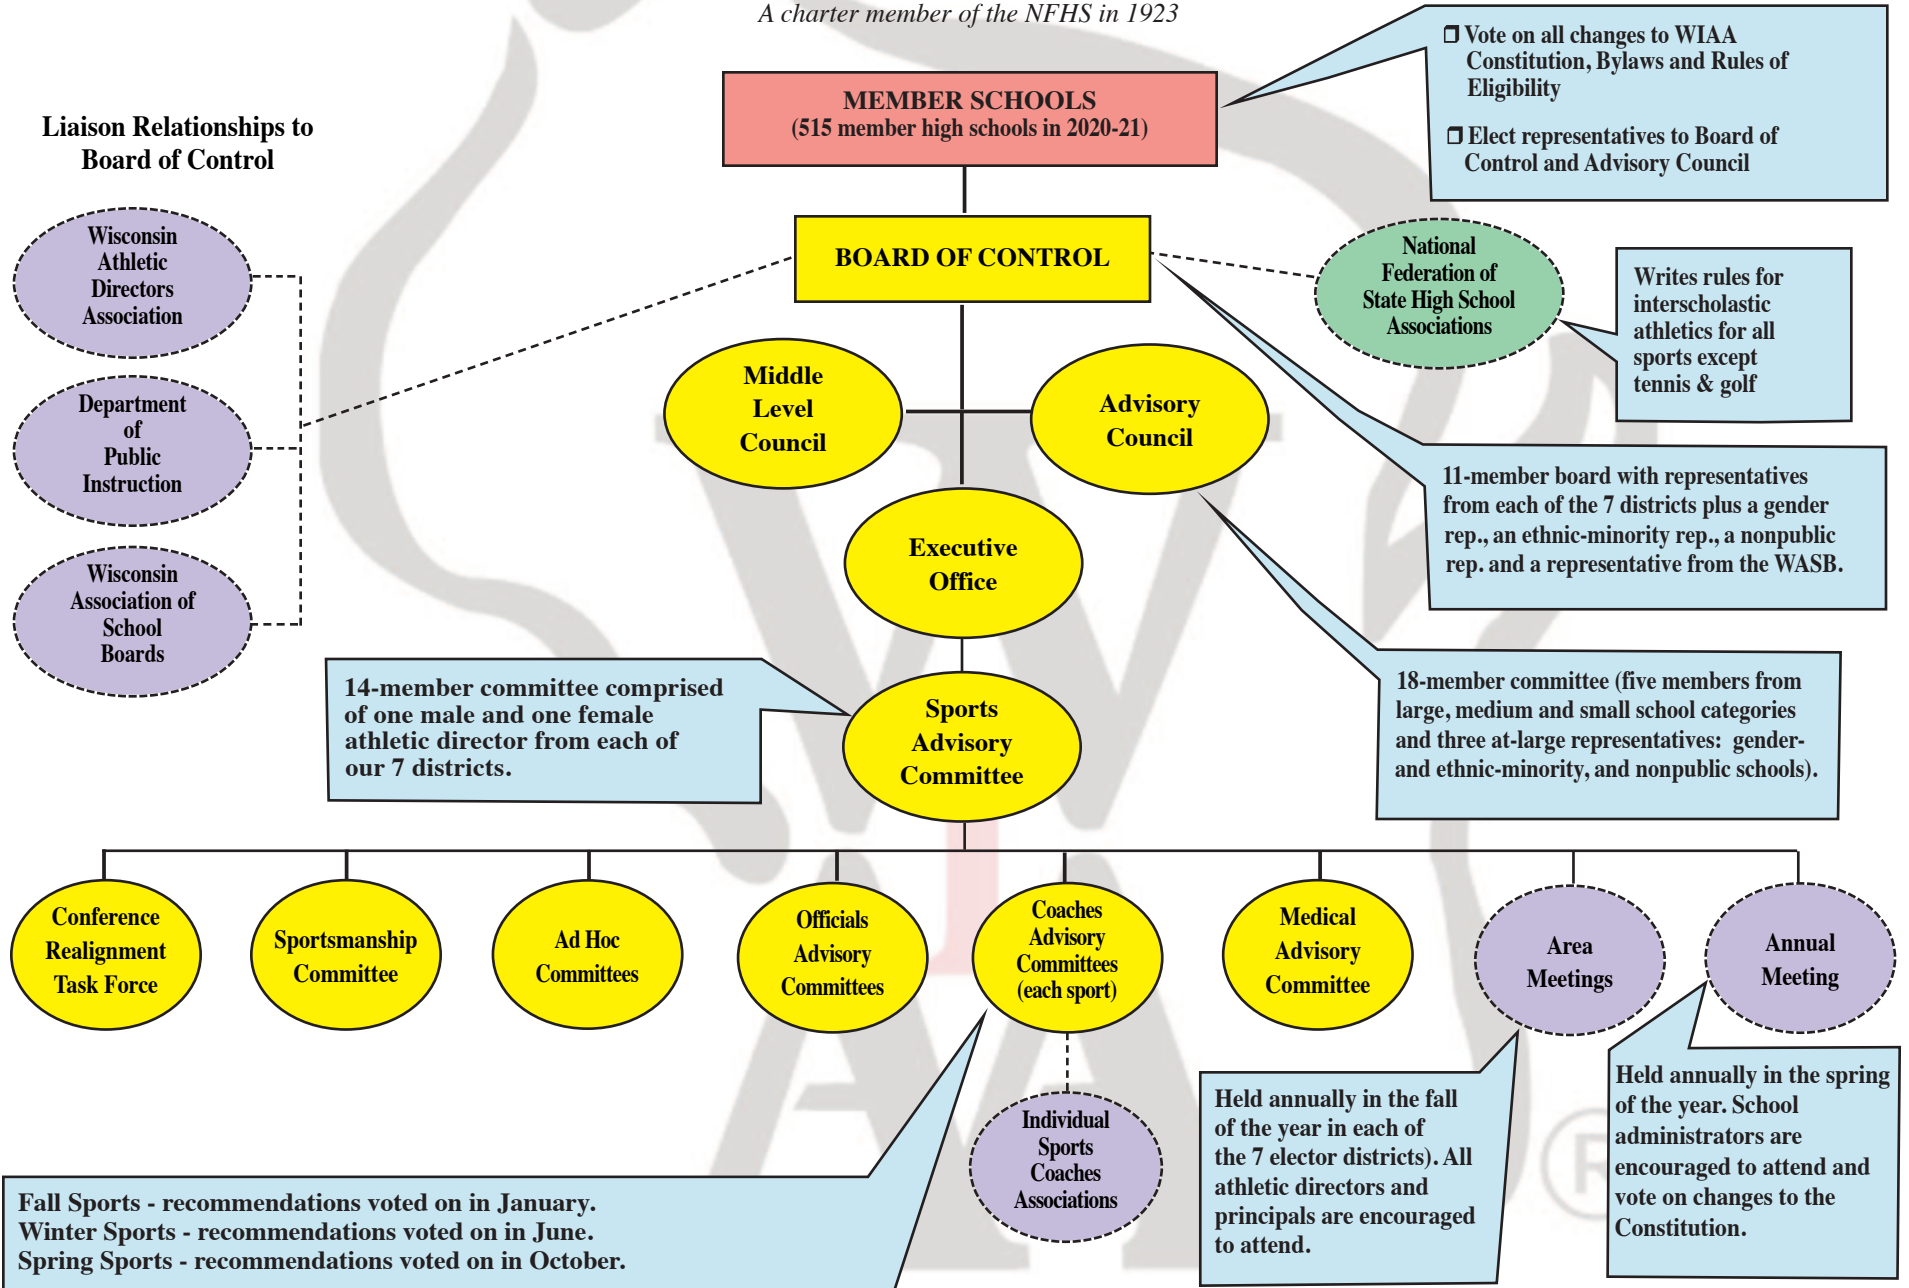 A charter member of the NFHS in 1923
MEMBER SCHOOLS
(515 member high schools in 2020-21)
❒ Vote on all changes to WIAA
Constitution, Bylaws and Rules of
Eligibility
❒ Elect representatives to Board of
Control and Advisory Council
Liaison Relationships to
Board of Control
Wisconsin
Athletic
Directors
Association
Department
of
Public
Instruction
Wisconsin
Association of
School
Boards
BOARD OF CONTROL
National
Federation of
State High School
Associations
Writes rules for
interscholastic
athletics for all
sports except
tennis & golf
Middle
Level
Council
Advisory
Council
11-member board with representatives
from each of the 7 districts plus a gender
rep., an ethnic-minority rep., a nonpublic
rep. and a representative from the WASB.
Executive
Office
18-member committee (five members from
large, medium and small school categories
and three at-large representatives: gender-
and ethnic-minority, and nonpublic schools).
14-member committee comprised
of one male and one female
athletic director from each of
our 7 districts.
Sports
Advisory
Committee
Conference
Realignment
Task Force
Sportsmanship
Committee
Ad Hoc
Committees
Officials
Advisory
Committees
Coaches
Advisory
Committees
(each sport)
Medical
Advisory
Committee
Area
Meetings
Annual
Meeting
Individual
Sports
Coaches
Associations
Held annually in the fall
of the year in each of
the 7 elector districts). All
athletic directors and
principals are encouraged
to attend.
Held annually in the spring
of the year. School
administrators are
encouraged to attend and
vote on changes to the
Constitution.
Fall Sports - recommendations voted on in January.
Winter Sports - recommendations voted on in June.
Spring Sports - recommendations voted on in October.
W
I
AA
®